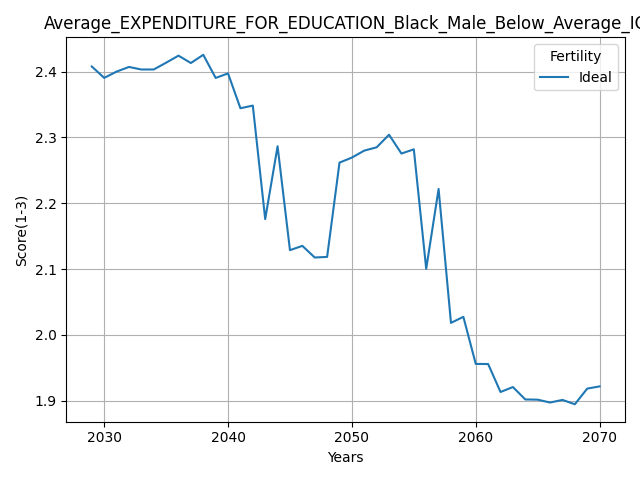 Average_EXPENDITURE_FOR_EDUCATION_Black_Male_Below_Average_IQ
Fertility
Ideal
Score(1-3)
2.4
2.3
2.2
2.1
2.0
1.9
2030 2040 2050 2060 2070
Years